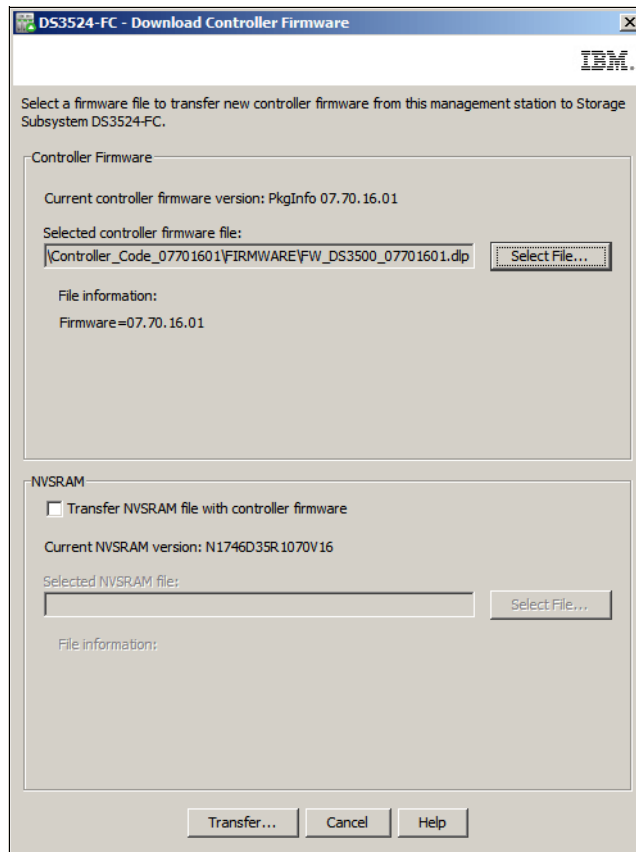 DS3524-FC - Download Controller Firmware
IBM.
Select a firmware file to transfer new controller firmware from this management station to Storage
Subsystem DS3524-FC.
Controller Firmware
Current controller firmware version: PkgInfo 07.70.16.01
Selected controller firmware file:
\Controller_Code_07701601\FIRMWARE\FW_DS3500_07701601.dlp
Select File...
File information:
Firmware=07.70.16.01
NVSRAM
Transfer NVSRAM file with controller firmware
Current NVSRAM version: N1746D35R1070V16
Selected NVSRAM file:
Select File...
File information:
Transfer... Cancel Help